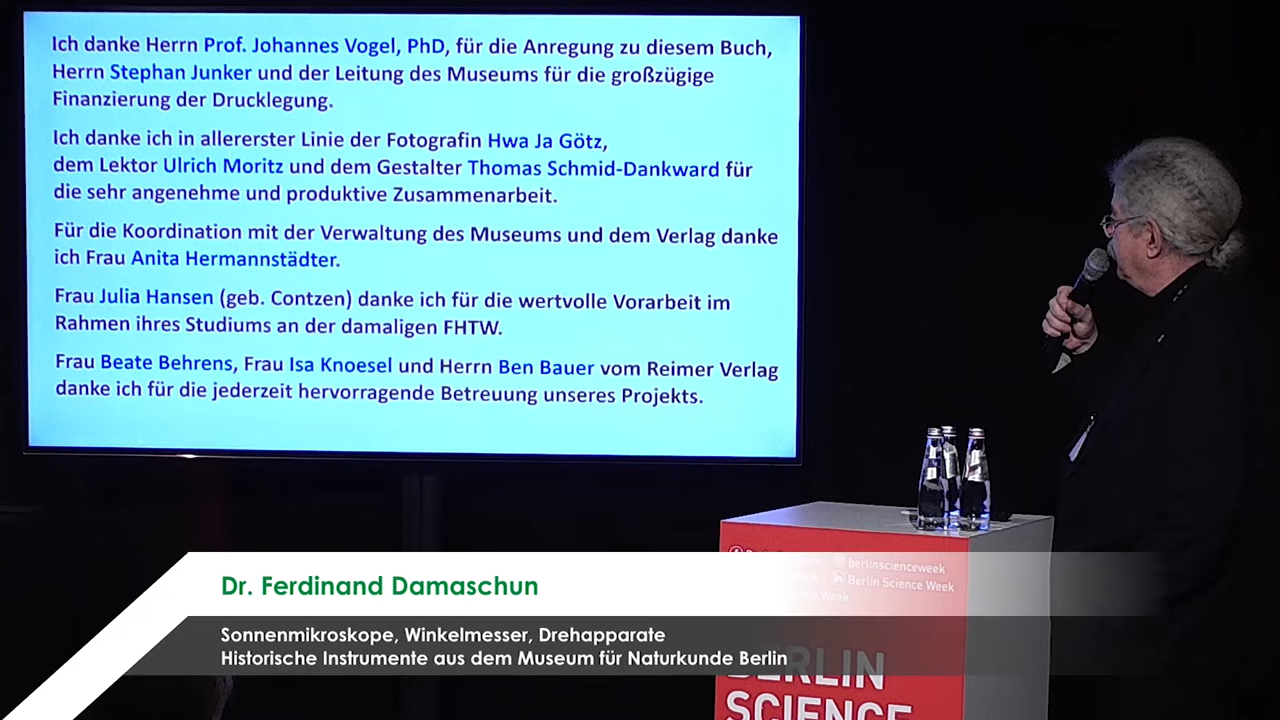 Ich danke Herrn Prof. Johannes Vogel, PhD, für die Anregung zu diesem Buch,
Herrn Stephan Junker und der Leitung des Museums für die großzügige
Finanzierung der Drucklegung.
Ich danke ich in allererster Linie der Fotografin Hwa Ja Götz,
dem Lektor Ulrich Moritz und dem Gestalter Thomas Schmid-Dankward für
die sehr angenehme und produktive Zusammenarbeit.
Für die Koordination mit der Verwaltung des Museums und dem Verlag danke
ich Frau Anita Hermannstädter.
Frau Julia Hansen (geb. Contzen) danke ich für die wertvolle Vorarbeit im
Rahmen ihres Studiums an der damaligen FHTW.
Frau Beate Behrens, Frau Isa Knoesel und Herrn Ben Bauer vom Reimer Verlag
danke ich für die jederzeit hervorragende Betreuung unseres Projekts.
berlinscienceweek
Berlin Science Week
Week
Dr. Ferdinand Damaschun
Sonnenmikroskope, Winkelmesser, Drehapparate
Historische Instrumente aus dem Museum für Naturkunde Berlin
BERLIN
SCIENCE